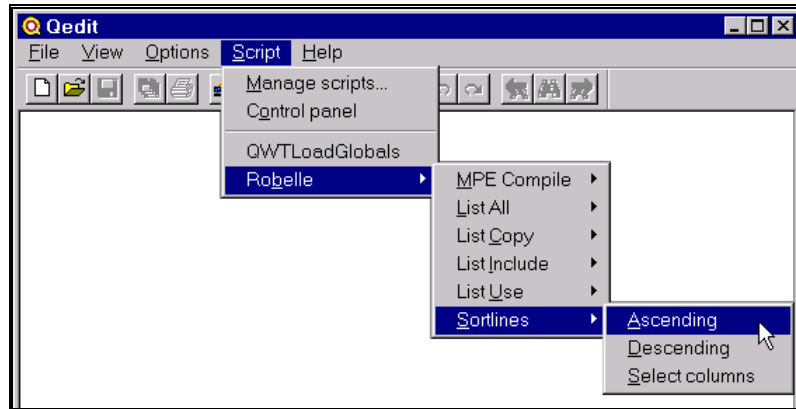 Qedit
File View Options Script Help
Manage scripts...
Control panel
QWTLoadGlobals
Robelle
MPE Compile
List All
List Copy
List Include
List Use
Sortlines
Ascending
Descending
Select columns